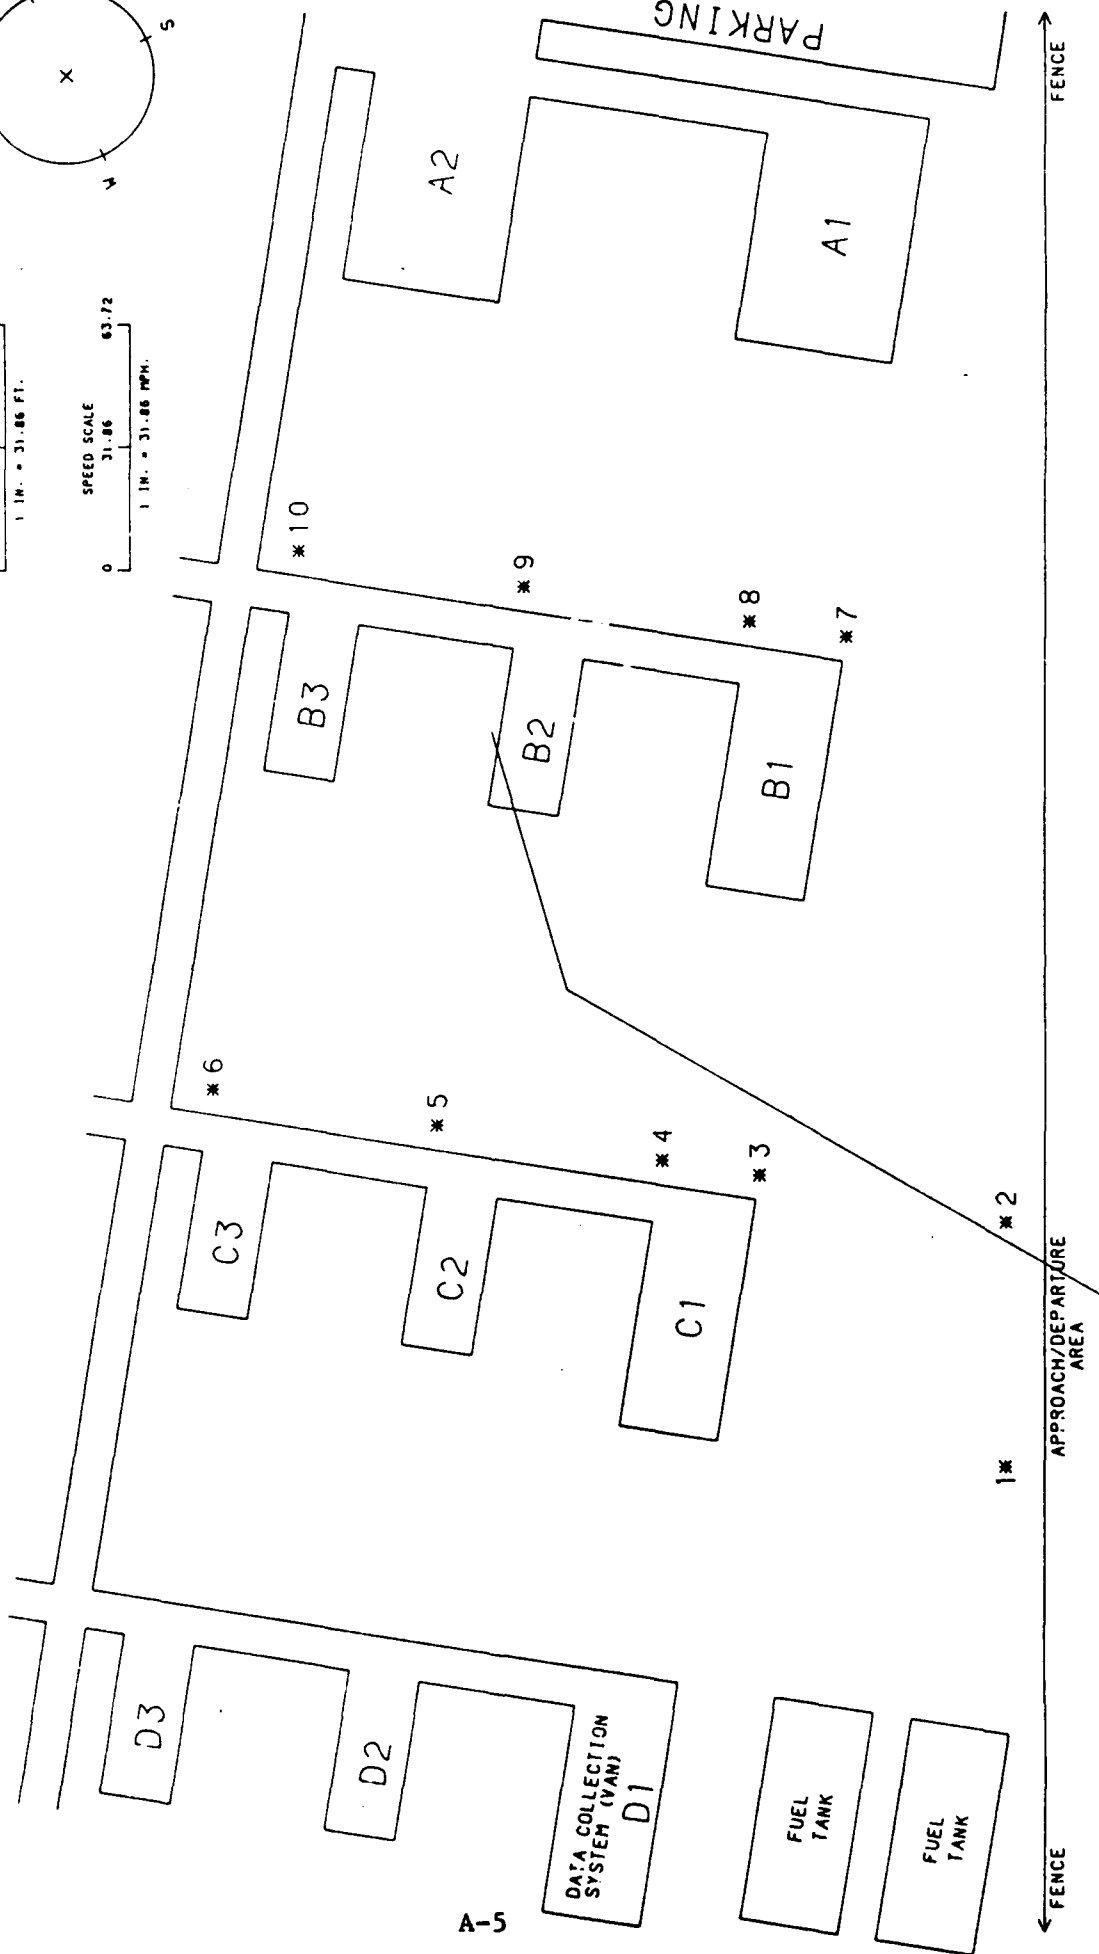 S
W
X
1 IN. = 31.86 FT.
SPEED SCALE
0 31.86 63.72
1 IN. = 31.86 MPH.
PARKING
A2
A1
FENCE
*10
*9
*8
*7
B3
B2
B1
*6
*5
*4
*3
*2
1*
C3
C2
C1
APPROACH/DEPARTURE
AREA
D3
D2
DATA COLLECTION
SYSTEM (VAN)
D1
FUEL
TANK
FUEL
TANK
FENCE
A-5